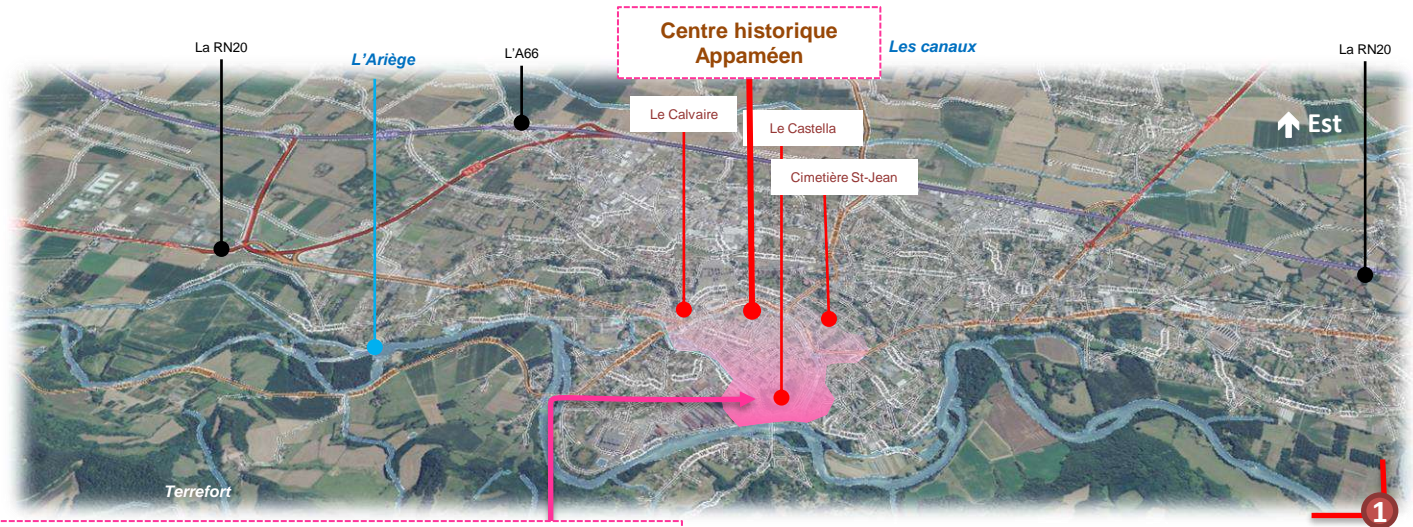 Centre historique
Appaméen
La RN20
L'Ariège
L'A66
Les canaux
La RN20
Le Calvaire
Le Castella
Cimetière St-Jean
Est
Terrefort
1